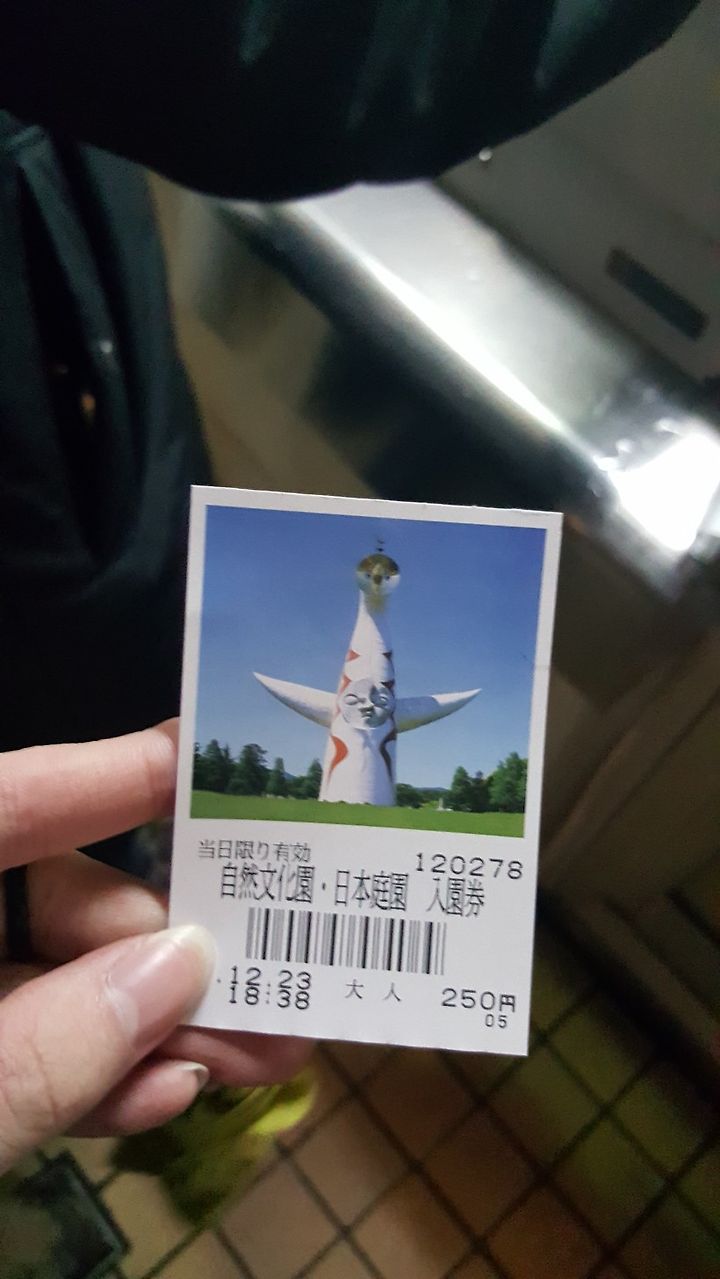 当日限り有効
120278
自然文化園・日本庭園 入園券
.12.23
18:38
大人
250円
05